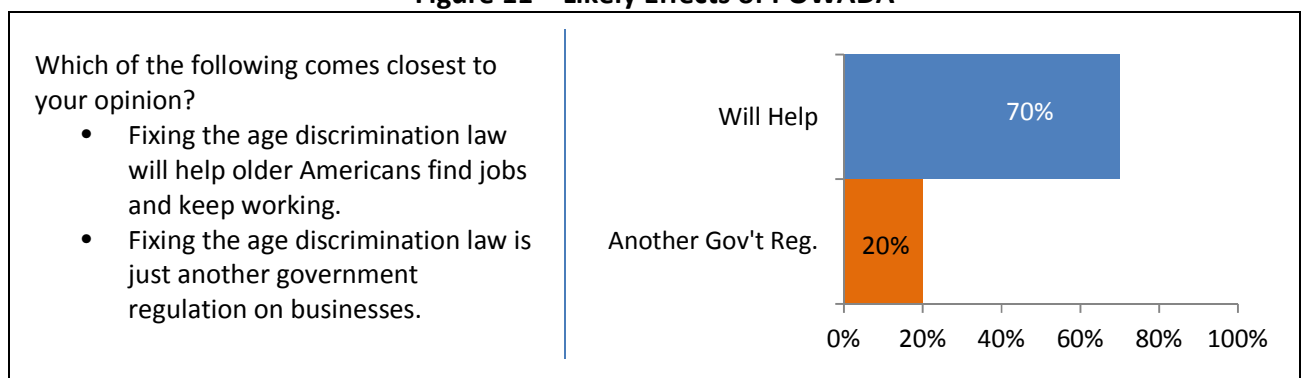 Which of the following comes closest to
your opinion?
• Fixing the age discrimination law
will help older Americans find jobs
and keep working.
• Fixing the age discrimination law is
just another government
regulation on businesses.
Will Help
70%
Another Gov't Reg.
20%
0% 20% 40% 60% 80% 100%